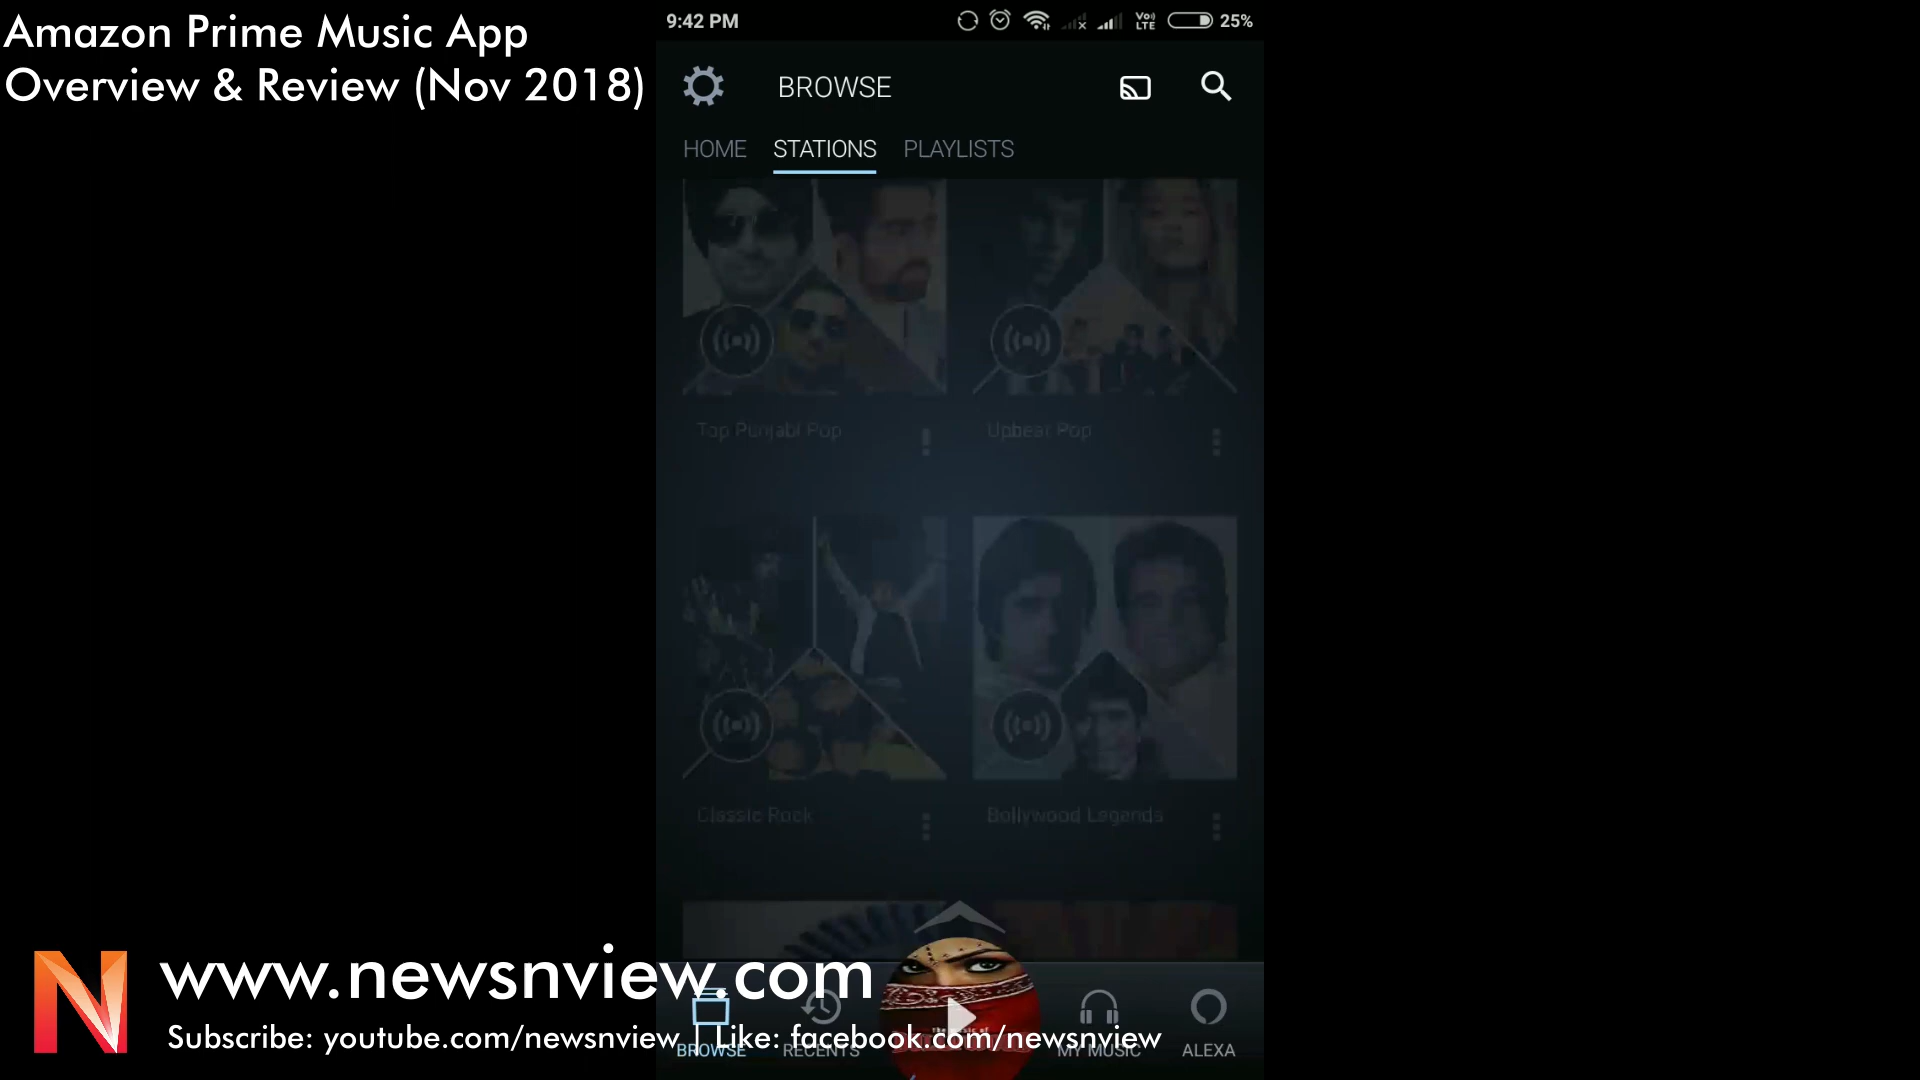 Amazon Prime Music App
Overview & Review (Nov 2018)
9:42 PM
Vo)) LTE
25%
BROWSE
HOME STATIONS PLAYLISTS
Top Punjabi Pop
Upbeat Pop
Classic Rock
Bollywood Legends
www.newsnview.com
Subscribe: youtube.com/newsnview | Like: facebook.com/newsnview
BROWSE RECENTS MY MUSIC ALEXA